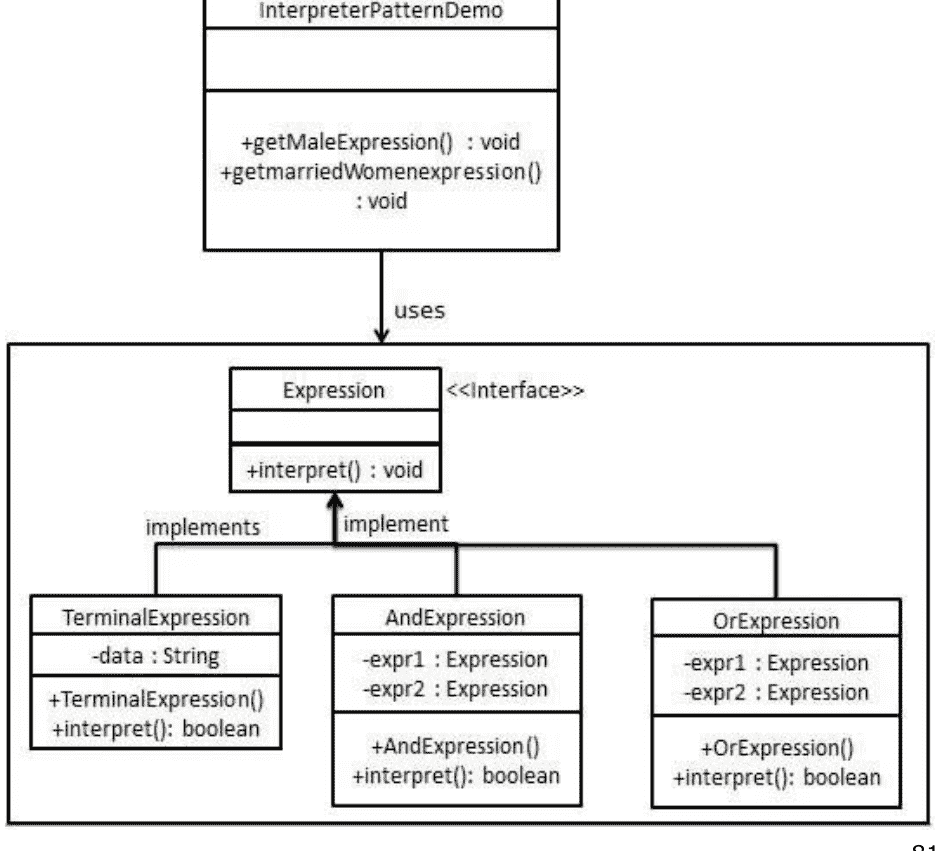 InterpreterPatternDemo
+getMaleExpression() : void
+getmarriedWomenexpression()
: void
uses
Expression
<<Interface>>
+interpret() : void
implements
implement
TerminalExpression
-data : String
+TerminalExpression()
+interpret(): boolean
AndExpression
-expr1 : Expression
-expr2 : Expression
+AndExpression()
+interpret(): boolean
OrExpression
-expr1 : Expression
-expr2 : Expression
+OrExpression()
+interpret(): boolean